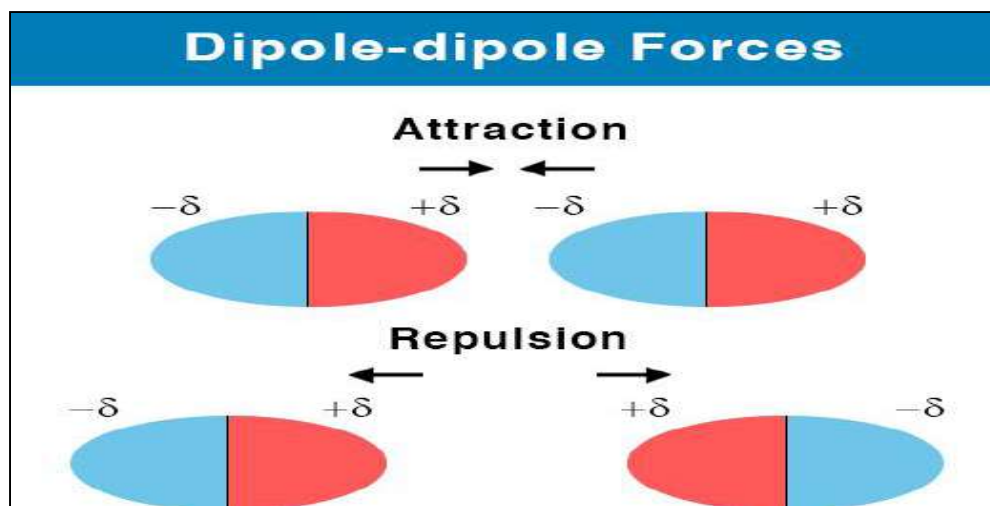 Dipole-dipole Forces
Attraction
−δ +δ −δ +δ
Repulsion
−δ +δ +δ −δ